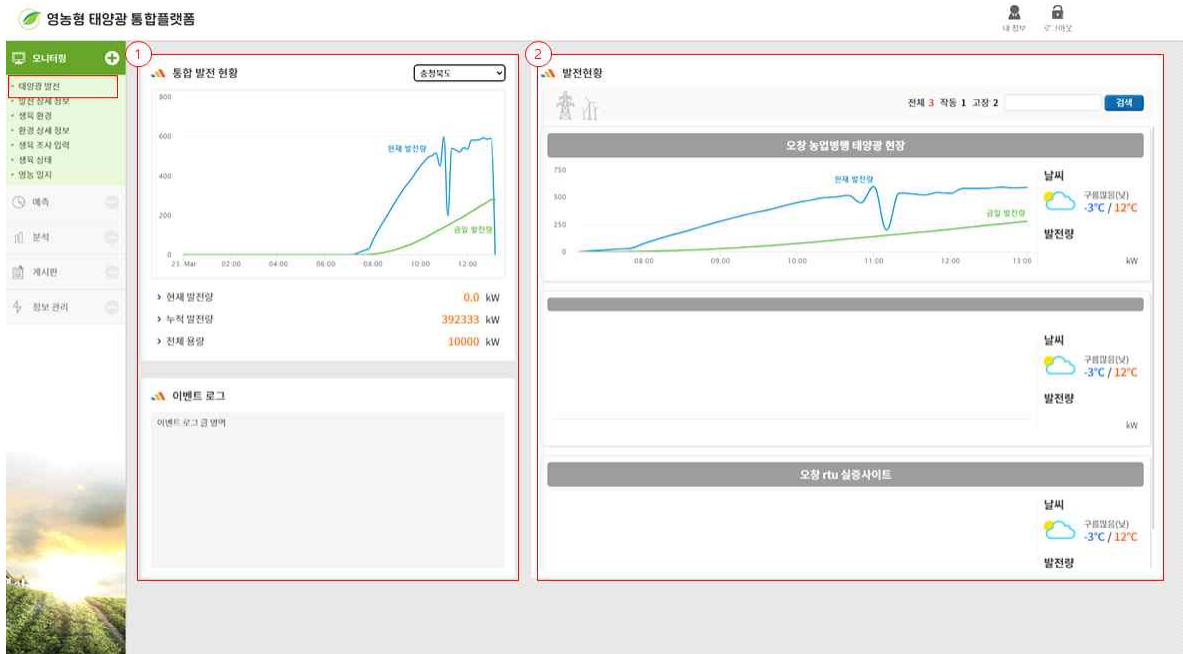 영농형 태양광 통합플랫폼
내 정보
로그아웃
모니터링
태양광 발전
발전 상세 정보
생육 환경
환경 상세 정보
생육 조사 입력
생육 상태
영농 일지
예측
분석
게시판
정보 관리
1
통합 발전 현황
충청북도
800
600
400
200
0
현재 발전량
금일 발전량
21. Mar 02:00 04:00 06:00 08:00 10:00 12:00
현재 발전량 0.0 kW
누적 발전량 392333 kW
전체 용량 10000 kW
이벤트 로그
이벤트 로그 글 영역
2
발전현황
전체 3 작동 1 고장 2 검색
오창 농업병행 태양광 현장
750
500
250
0
현재 발전량
금일 발전량
08:00 09:00 10:00 11:00 12:00 13:00
날씨
구름많음(낮)
-3℃ / 12℃
발전량
kW
날씨
구름많음(낮)
-3℃ / 12℃
발전량
kW
오창 rtu 실증사이트
날씨
구름많음(낮)
-3℃ / 12℃
발전량